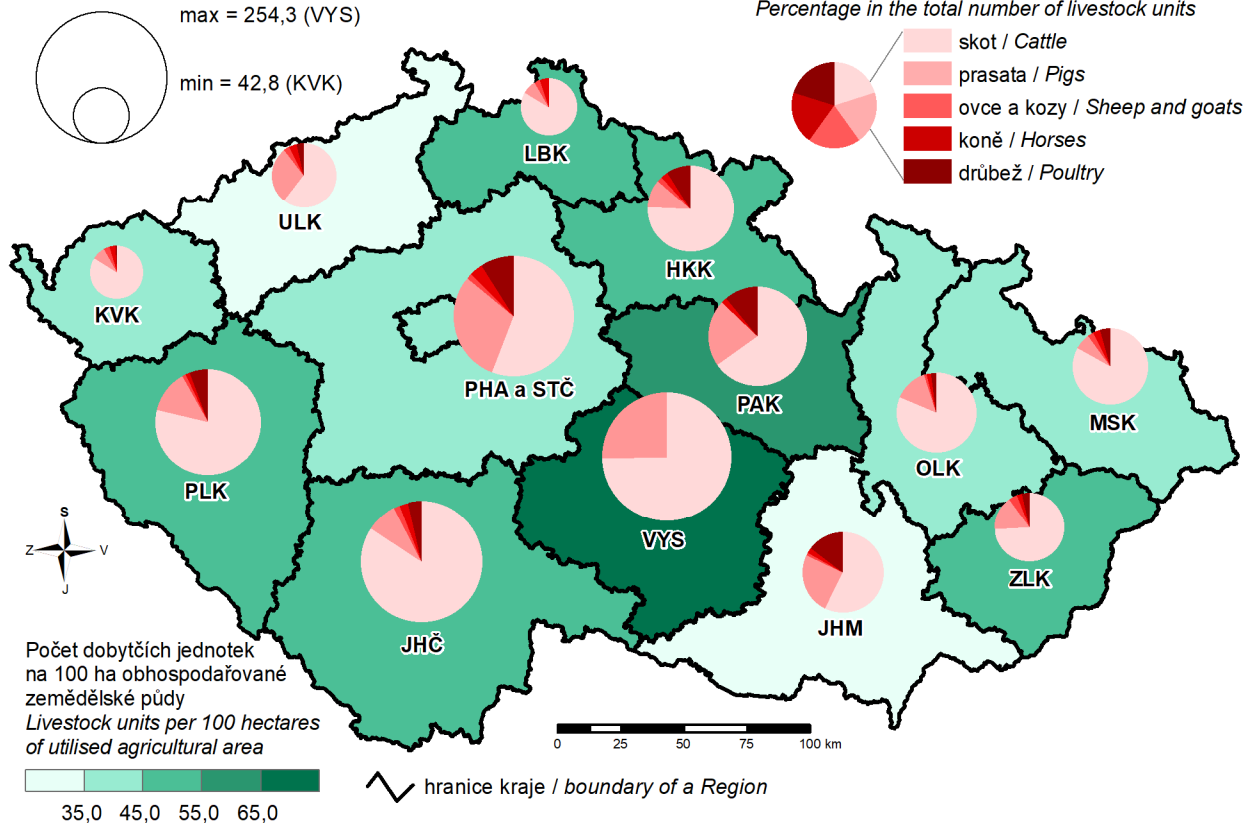 max = 254,3 (VYS)
min = 42,8 (KVK)
Percentage in the total number of livestock units
skot / Cattle
prasata / Pigs
ovce a kozy / Sheep and goats
koně / Horses
drůbež / Poultry
LBK
ULK
HKK
KVK
PHA a STČ
PAK
MSK
OLK
PLK
VYS
ZLK
JHM
JHČ
S
Z
V
J
Počet dobytčích jednotek
na 100 ha obhospodařované
zemědělské půdy
Livestock units per 100 hectares
of utilised agricultural area
35,0 45,0 55,0 65,0
0 25 50 75 100 km
hranice kraje / boundary of a Region